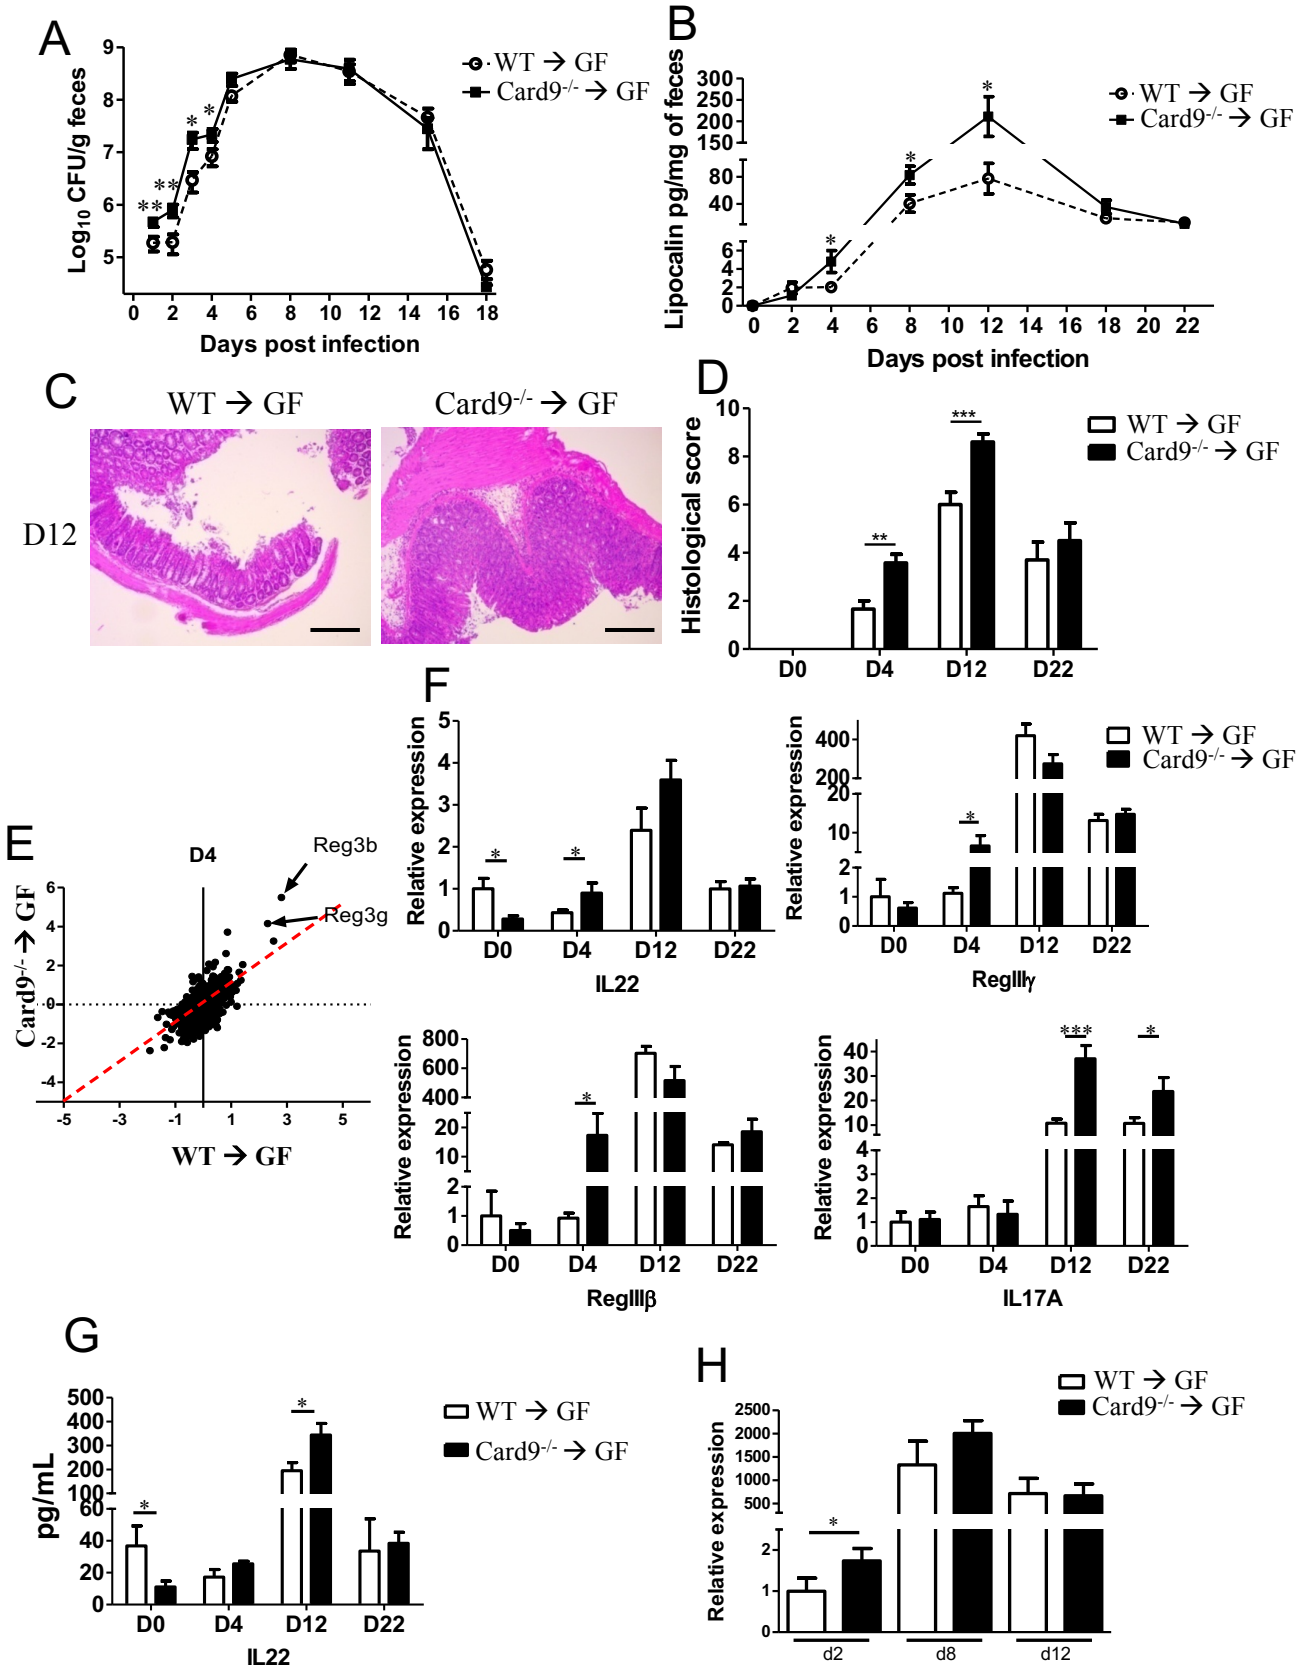 A
Log10 CFU/g feces
9
8
7
6
5
** ** * *
0 2 4 6 8 10 12 14 16 18
Days post infection
WT → GF
Card9-/- → GF
B
Lipocalin pg/mg of feces
300
250
200
150
80
40
6
4
2
0
* * *
0 2 4 6 8 10 12 14 16 18 20 22
Days post infection
WT → GF
Card9-/- → GF
C
WT → GF
Card9-/- → GF
D12
D
Histological score
10
8
6
4
2
0
** ***
D0 D4 D12 D22
WT → GF
Card9-/- → GF
E
D4
Reg3b
Reg3g
Card9-/- → GF
6
4
2
0
-2
-4
-5 -3 -1 1 3 5
WT → GF
F
Relative expression
5
4
3
2
1
0
* *
D0 D4 D12 D22
IL22
Relative expression
400
200
20
10
2
1
0
*
D0 D4 D12 D22
RegIIIγ
WT → GF
Card9-/- → GF
Relative expression
800
600
400
20
10
2
1
0
*
D0 D4 D12 D22
RegIIIβ
Relative expression
40
30
20
10
4
3
2
1
0
*** *
D0 D4 D12 D22
IL17A
G
pg/mL
500
400
300
200
100
60
40
20
0
* *
D0 D4 D12 D22
IL22
WT → GF
Card9-/- → GF
H
Relative expression
2500
2000
1500
1000
500
2
1
0
*
d2 d8 d12
WT → GF
Card9-/- → GF